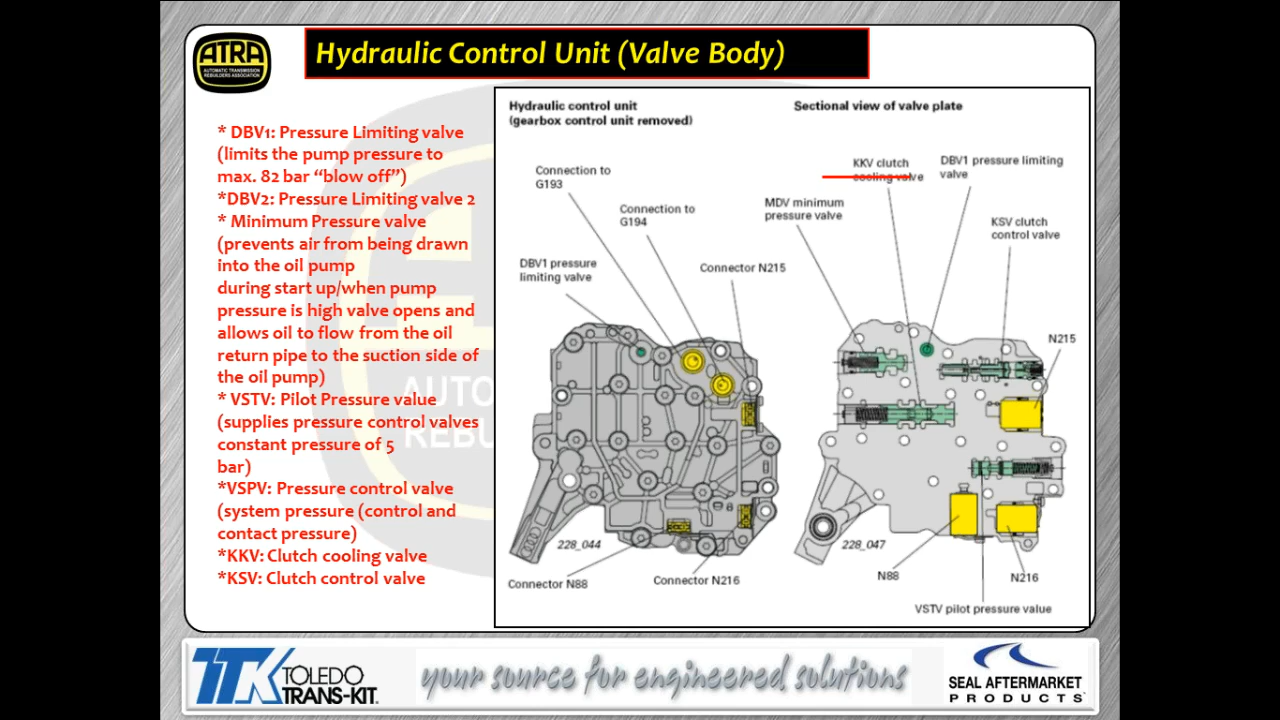 ATRA
AUTOMATIC TRANSMISSION
REBUILDERS ASSOCIATION
Hydraulic Control Unit (Valve Body)
* DBV1: Pressure Limiting valve
(limits the pump pressure to
max. 82 bar “blow off”)
*DBV2: Pressure Limiting valve 2
* Minimum Pressure valve
(prevents air from being drawn
into the oil pump
during start up/when pump
pressure is high valve opens and
allows oil to flow from the oil
return pipe to the suction side of
the oil pump)
* VSTV: Pilot Pressure value
(supplies pressure control valves
constant pressure of 5
bar)
*VSPV: Pressure control valve
(system pressure (control and
contact pressure)
*KKV: Clutch cooling valve
*KSV: Clutch control valve
AUTO
REBU
Hydraulic control unit
(gearbox control unit removed)
Connection to
G193
Connection to
G194
DBV1 pressure
limiting valve
Connector N215
228_044
Connector N88
Connector N216
Sectional view of valve plate
KKV clutch
cooling valve
DBV1 pressure limiting
valve
MDV minimum
pressure valve
KSV clutch
control valve
N215
228_047
N88
N216
VSTV pilot pressure value
TTK TOLEDO
TRANS-KIT.
your source for engineered solutions
SEAL AFTERMARKET
PRODUCTS